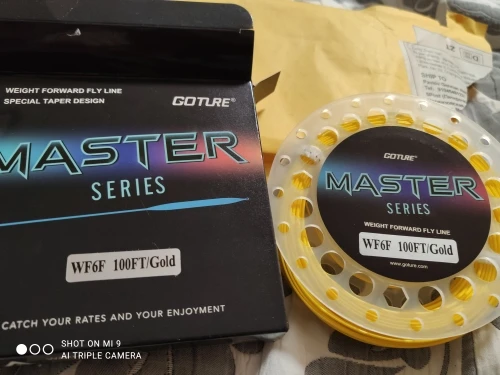 WEIGHT FORWARD FLY LINE
SPECIAL TAPER DESIGN
GOTURE®
MASTER
SERIES
WF6F 100FT/Gold
CATCH YOUR RATES AND YOUR ENJOYMENT
GOTURE®
MASTER
SERIES
WEIGHT FORWARD FLY LINE
WF6F 100FT/Gold
www.goture.com
SHIP TO
SHOT ON MI 9
AI TRIPLE CAMERA